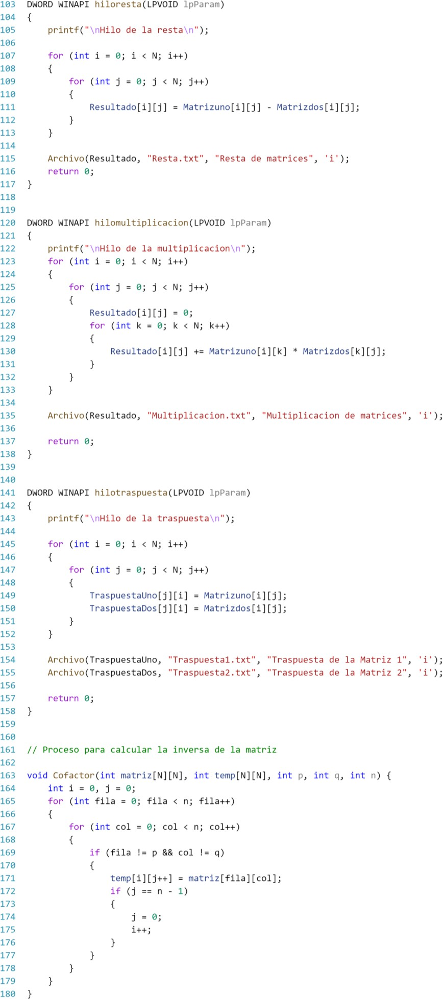 103 DWORD WINAPI hiloresta(LPVOID lpParam)
104 {
105     printf("\nHilo de la resta\n");
106
107     for (int i = 0; i < N; i++)
108     {
109         for (int j = 0; j < N; j++)
110         {
111             Resultado[i][j] = Matrizuno[i][j] - Matrizdos[i][j];
112         }
113     }
114
115     Archivo(Resultado, "Resta.txt", "Resta de matrices", 'i');
116     return 0;
117 }
118
119
120 DWORD WINAPI hilomultiplicacion(LPVOID lpParam)
121 {
122     printf("\nHilo de la multiplicacion\n");
123     for (int i = 0; i < N; i++)
124     {
125         for (int j = 0; j < N; j++)
126         {
127             Resultado[i][j] = 0;
128             for (int k = 0; k < N; k++)
129             {
130                 Resultado[i][j] += Matrizuno[i][k] * Matrizdos[k][j];
131             }
132         }
133     }
134
135     Archivo(Resultado, "Multiplicacion.txt", "Multiplicacion de matrices", 'i');
136
137     return 0;
138 }
139
140
141 DWORD WINAPI hilotraspuesta(LPVOID lpParam)
142 {
143     printf("\nHilo de la traspuesta\n");
144
145     for (int i = 0; i < N; i++)
146     {
147         for (int j = 0; j < N; j++)
148         {
149             TraspuestaUno[j][i] = Matrizuno[i][j];
150             TraspuestaDos[j][i] = Matrizdos[i][j];
151         }
152     }
153
154     Archivo(TraspuestaUno, "Traspuesta1.txt", "Traspuesta de la Matriz 1", 'i');
155     Archivo(TraspuestaDos, "Traspuesta2.txt", "Traspuesta de la Matriz 2", 'i');
156
157     return 0;
158 }
159
160
161 // Proceso para calcular la inversa de la matriz
162
163 void Cofactor(int matriz[N][N], int temp[N][N], int p, int q, int n) {
164     int i = 0, j = 0;
165     for (int fila = 0; fila < n; fila++)
166     {
167         for (int col = 0; col < n; col++)
168         {
169             if (fila != p && col != q)
170             {
171                 temp[i][j++] = matriz[fila][col];
172                 if (j == n - 1)
173                 {
174                     j = 0;
175                     i++;
176                 }
177             }
178         }
179     }
180 }